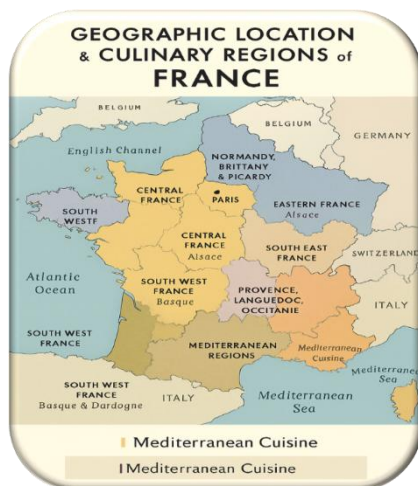 GEOGRAPHIC LOCATION
& CULINARY REGIONS of
FRANCE
BELGIUM
English Channel
BELGIUM
GERMANY
NORMANDY,
BRITTANY
& PICARDY
CENTRAL
FRANCE
PARIS
EASTERN FRANCE
Alsace
SOUTH
WESTF
CENTRAL
FRANCE
Alsace
SOUTH EAST
FRANCE
SWITZERLAND
Atlantic
Ocean
SOUTH WEST
FRANCE
Basque
PROVENCE,
LANGUEDOC,
OCCITANIE
ITALY
SOUTH WEST
FRANCE
MEDITERRANEAN
REGIONS
Mediterranean
Cuisine
Mediterranean
Sea
SOUTH WEST
FRANCE
Basque & Dardogne
ITALY
Mediterranean
Sea
Mediterranean Cuisine
IMediterranean Cuisine